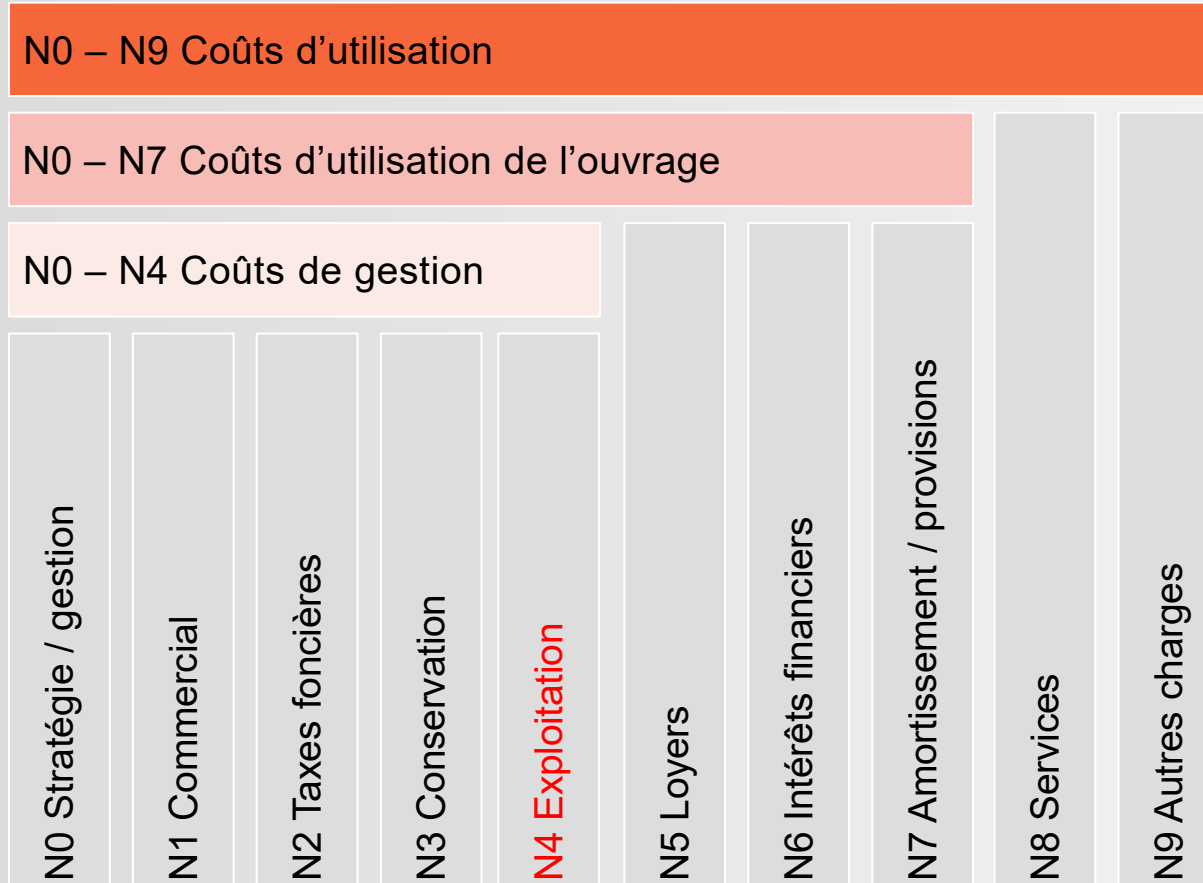 N0 – N9 Coûts d’utilisation
N0 – N7 Coûts d’utilisation de l’ouvrage
N0 – N4 Coûts de gestion
N0 Stratégie / gestion
N1 Commercial
N2 Taxes foncières
N3 Conservation
N4 Exploitation
N5 Loyers
N6 Intérêts financiers
N7 Amortissement / provisions
N8 Services
N9 Autres charges